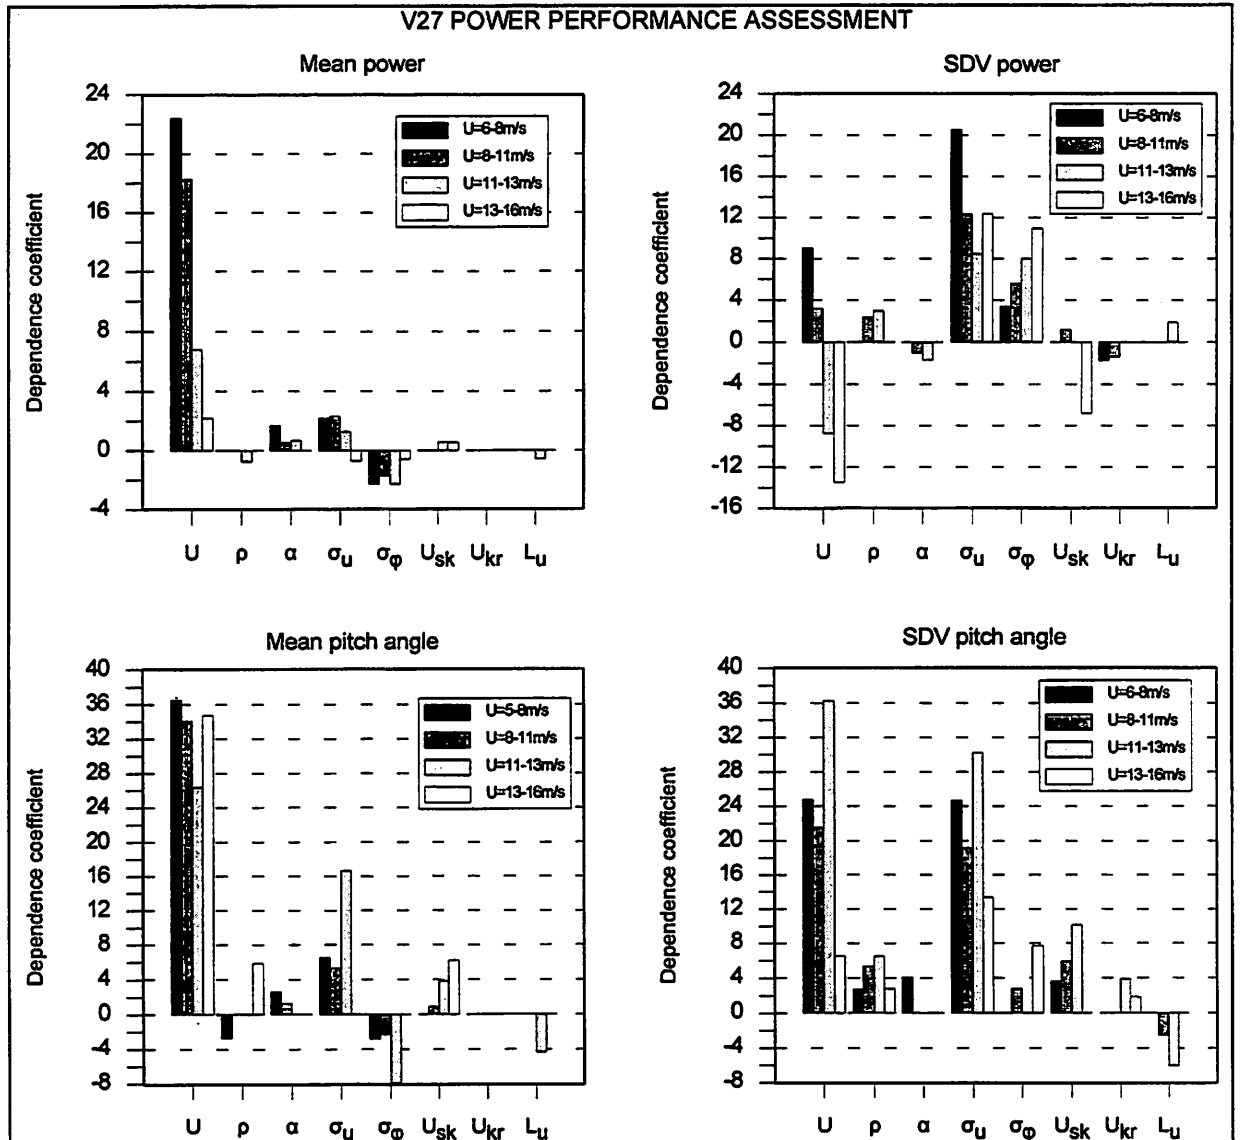 V27 POWER PERFORMANCE ASSESSMENT
Mean power
Dependence coefficient
24
20
16
12
8
4
0
-4
U=6-8m/s
U=8-11m/s
U=11-13m/s
U=13-16m/s
U ρ α σu σφ Usk Ukr Lu
SDV power
Dependence coefficient
24
20
16
12
8
4
0
-4
-8
-12
-16
U=6-8m/s
U=8-11m/s
U=11-13m/s
U=13-16m/s
U ρ α σu σφ Usk Ukr Lu
Mean pitch angle
Dependence coefficient
40
36
32
28
24
20
16
12
8
4
0
-4
-8
U=5-8m/s
U=8-11m/s
U=11-13m/s
U=13-16m/s
U ρ α σu σφ Usk Ukr Lu
SDV pitch angle
Dependence coefficient
40
36
32
28
24
20
16
12
8
4
0
-4
-8
U=6-8m/s
U=8-11m/s
U=11-13m/s
U=13-16m/s
U ρ α σu σφ Usk Ukr Lu